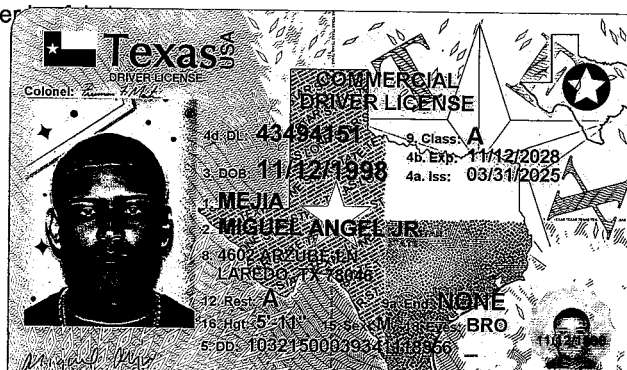 Texas USA
DRIVER LICENSE
Colonel:
COMMERCIAL
DRIVER LICENSE
4d. DL: 43494151
9. Class: A
3. DOB: 11/12/1998
4b. Exp: 11/12/2028
4a. Iss: 03/31/2025
1. MEJIA
2. MIGUEL ANGEL JR
8. 4602 ARZUBE LN
LAREDO, TX 78046
12. Rest: A
9a. End: NONE
16. Hgt: 5'-11"
15. Sex: M
18. Eyes: BRO
5. DD: